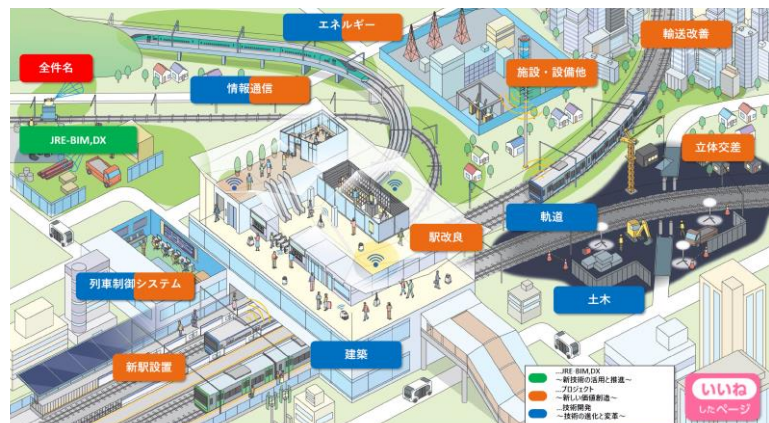 エネルギー
輸送改善
全件名
施設・設備他
情報通信
JRE-BIM,DX
立体交差
軌道
駅改良
列車制御システム
土木
新駅設置
建築
...JRE-BIM,DX
～新技術の活用と推進～
...プロジェクト
～新しい価値創造～
...技術開発
～技術の進化と変革～
いいね
したページ